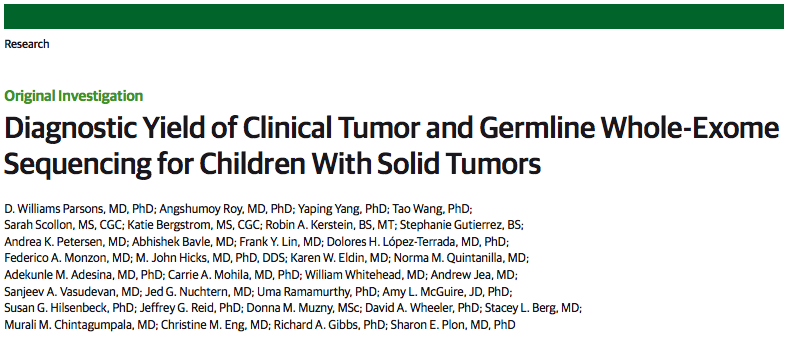 Research
Original Investigation
Diagnostic Yield of Clinical Tumor and Germline Whole-Exome
Sequencing for Children With Solid Tumors
D. Williams Parsons, MD, PhD; Angshumoy Roy, MD, PhD; Yaping Yang, PhD; Tao Wang, PhD;
Sarah Scollon, MS, CGC; Katie Bergstrom, MS, CGC; Robin A. Kerstein, BS, MT; Stephanie Gutierrez, BS;
Andrea K. Petersen, MD; Abhishek Bavle, MD; Frank Y. Lin, MD; Dolores H. López-Terrada, MD, PhD;
Federico A. Monzon, MD; M. John Hicks, MD, PhD, DDS; Karen W. Eldin, MD; Norma M. Quintanilla, MD;
Adekunle M. Adesina, MD, PhD; Carrie A. Mohila, MD, PhD; William Whitehead, MD; Andrew Jea, MD;
Sanjeev A. Vasudevan, MD; Jed G. Nuchtern, MD; Uma Ramamurthy, PhD; Amy L. McGuire, JD, PhD;
Susan G. Hilsenbeck, PhD; Jeffrey G. Reid, PhD; Donna M. Muzny, MSc; David A. Wheeler, PhD; Stacey L. Berg, MD;
Murali M. Chintagumpala, MD; Christine M. Eng, MD; Richard A. Gibbs, PhD; Sharon E. Plon, MD, PhD